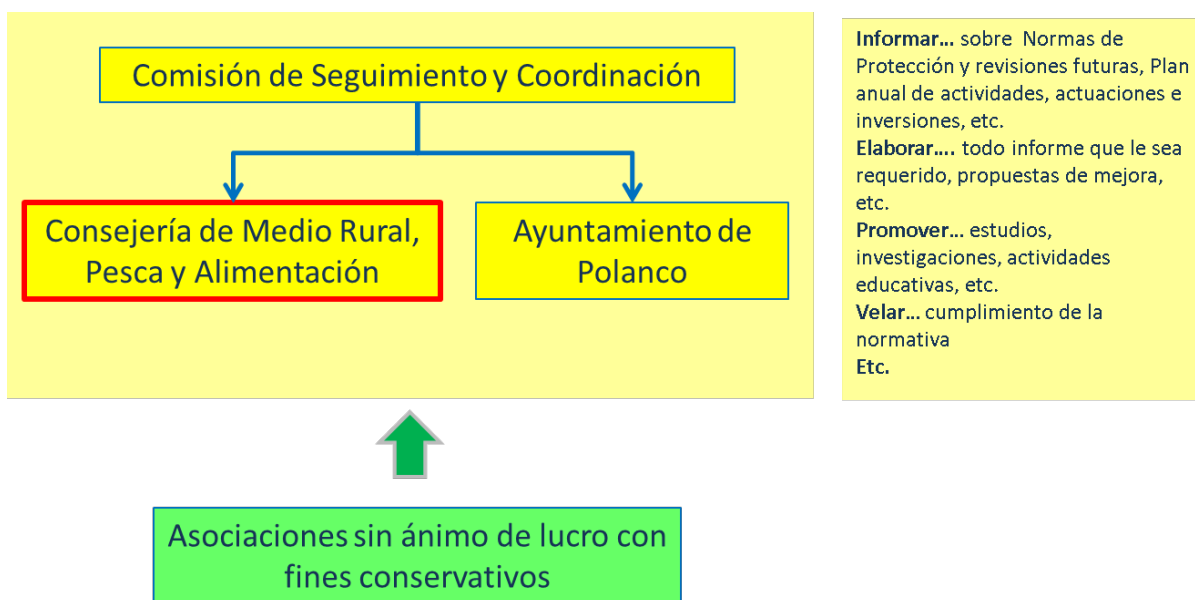 Comisión de Seguimiento y Coordinación
Consejería de Medio Rural,
Pesca y Alimentación
Ayuntamiento de
Polanco
Asociaciones sin ánimo de lucro con
fines conservativos
Informar... sobre Normas de
Protección y revisiones futuras, Plan
anual de actividades, actuaciones e
inversiones, etc.
Elaborar.... todo informe que le sea
requerido, propuestas de mejora,
etc.
Promover... estudios,
investigaciones, actividades
educativas, etc.
Velar... cumplimiento de la
normativa
Etc.